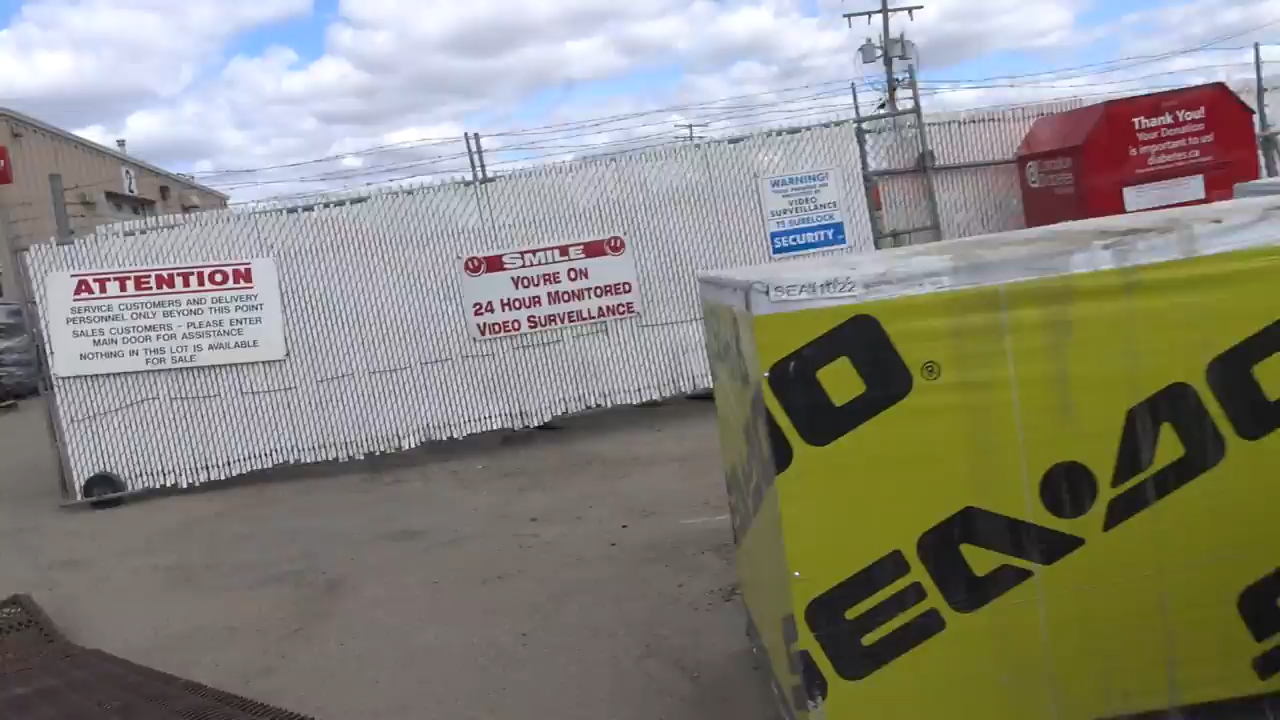 2
ATTENTION
SERVICE CUSTOMERS AND DELIVERY
PERSONNEL ONLY BEYOND THIS POINT
SALES CUSTOMERS - PLEASE ENTER
MAIN DOOR FOR ASSISTANCE
NOTHING IN THIS LOT IS AVAILABLE
FOR SALE
SMILE
YOU'RE ON
24 HOUR MONITORED
VIDEO SURVEILLANCE
WARNING!
VIDEO
SURVEILLANCE
SECURITY
Thank You!
Your Donation
is important to us!
diabetes.ca
Diabetes